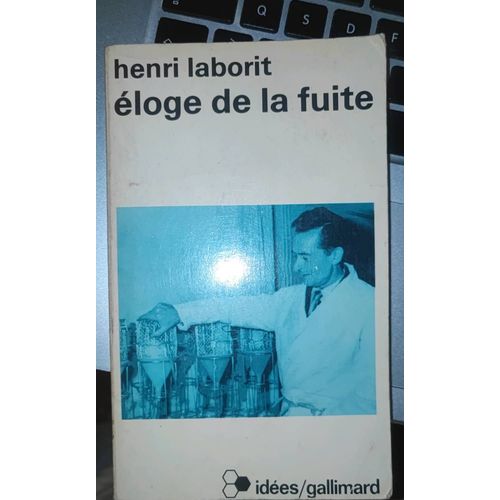 henri laborit
éloge de la fuite
idées/gallimard